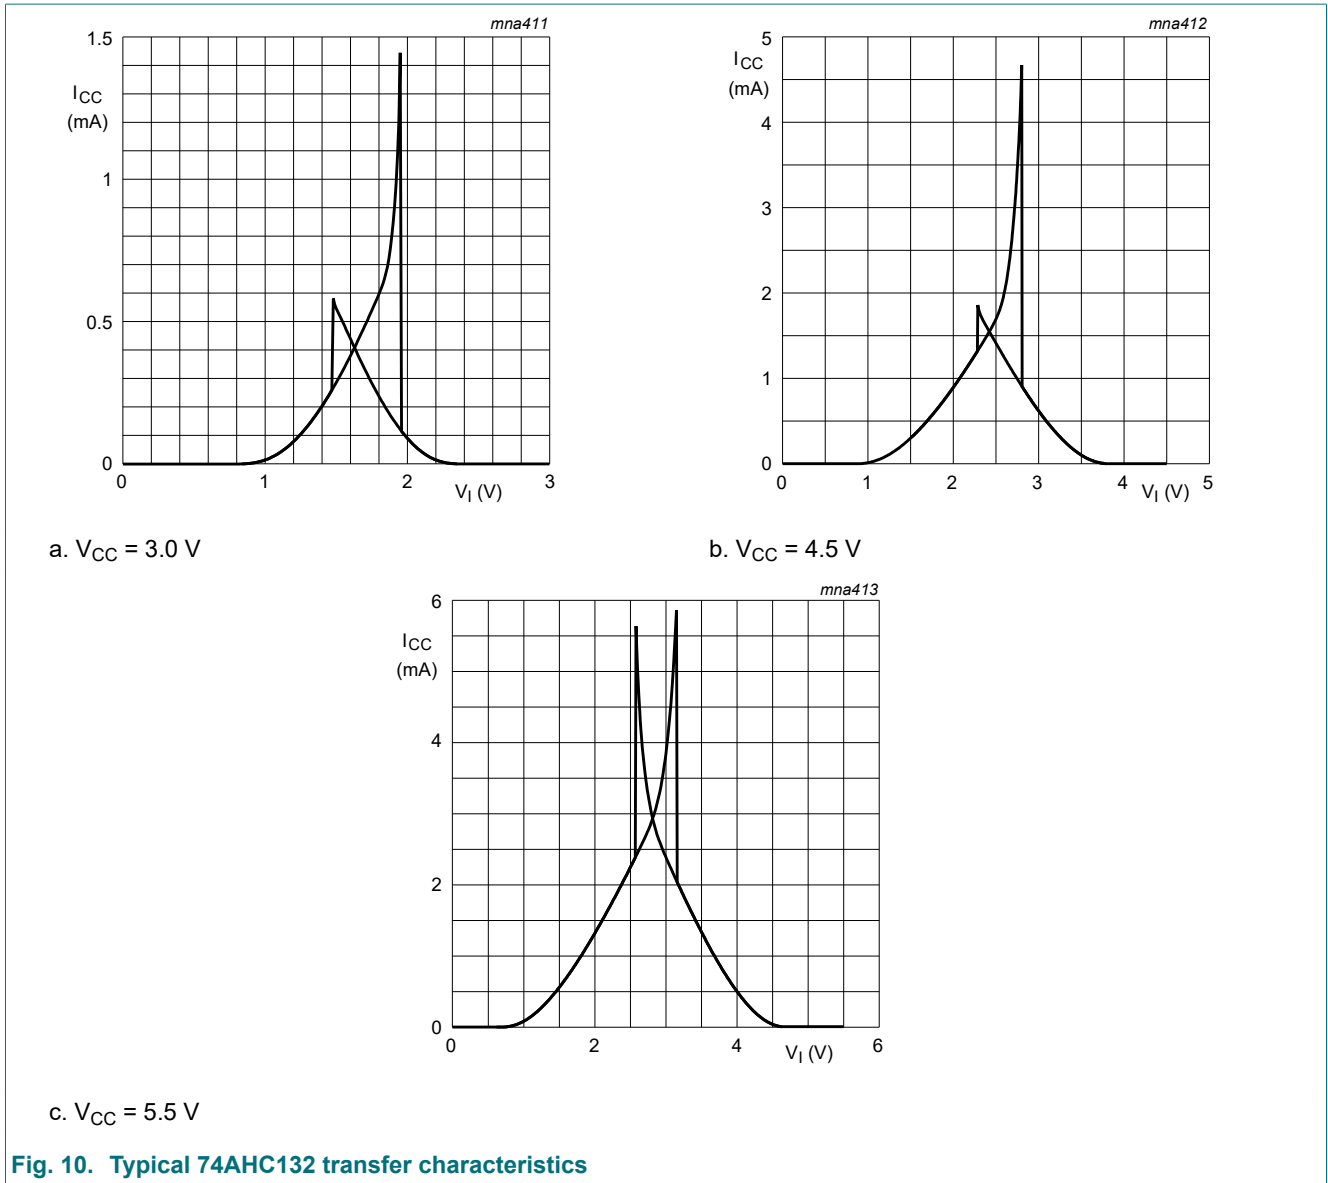 mna411
1.5
ICC
(mA)
1
0.5
0
0 1 2 3
VI (V)
a. VCC = 3.0 V
mna412
5
ICC
(mA)
4
3
2
1
0
0 1 2 3 4 5
VI (V)
b. VCC = 4.5 V
mna413
6
ICC
(mA)
4
2
0
0 2 4 6
VI (V)
c. VCC = 5.5 V
Fig. 10. Typical 74AHC132 transfer characteristics